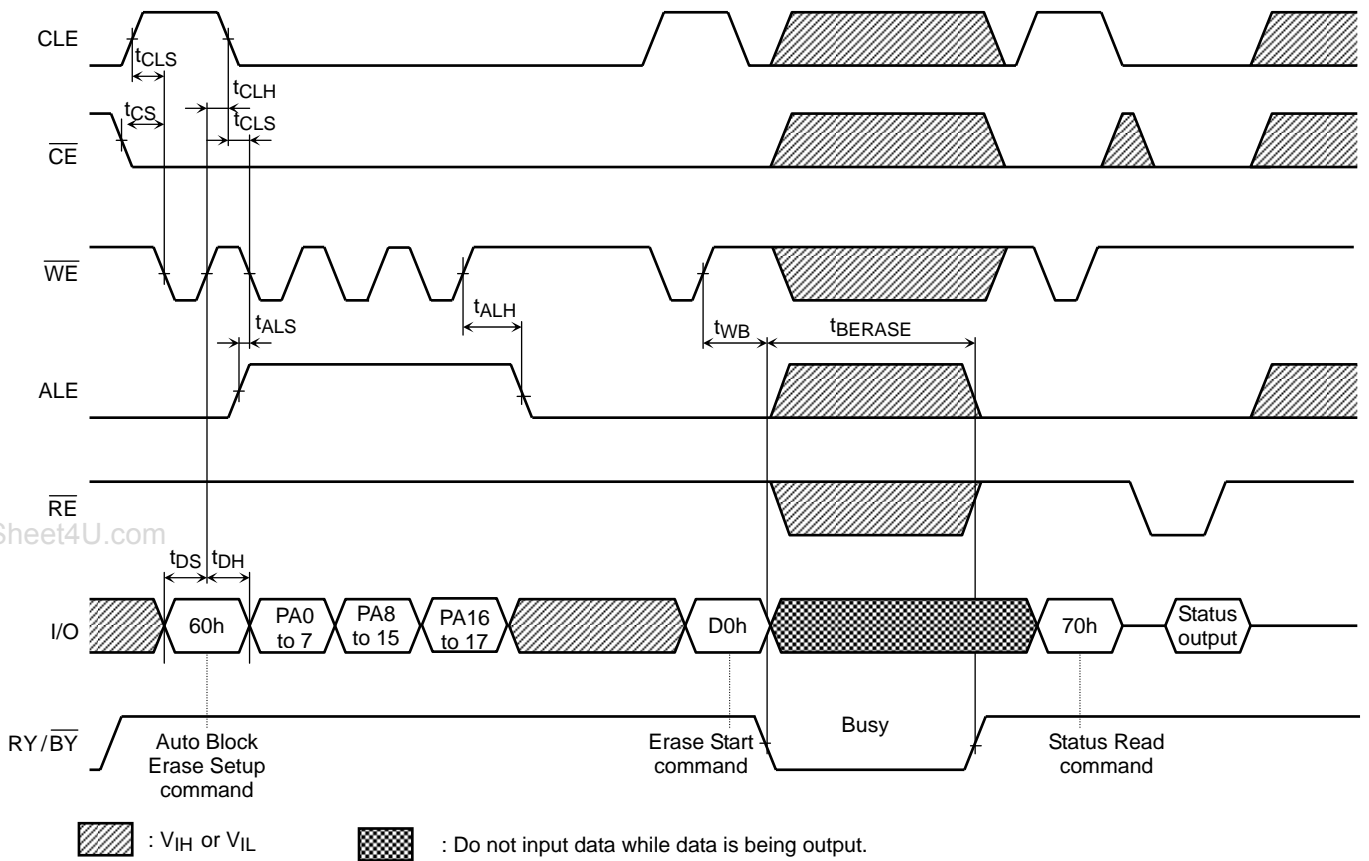 CLE
tCLS
tCLH
tCS
tCLS
CE
WE
tALH
tALS
tWB
tBERASE
ALE
RE
Sheet4U.com
tDS
tDH
I/O
60h
PA0
to 7
PA8
to 15
PA16
to 17
D0h
70h
Status
output
RY/BY
Busy
Auto Block
Erase Setup
command
Erase Start
command
Status Read
command
: VIH or VIL
: Do not input data while data is being output.